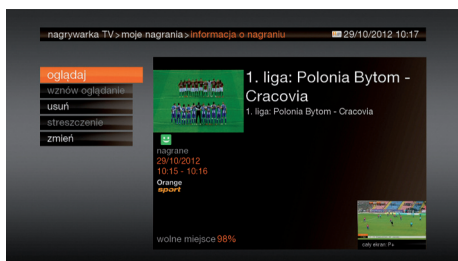 nagrywarka TV>moje nagrania>informacja o nagraniu
29/10/2012 10:17
oglądaj
wznów oglądanie
usuń
streszczenie
zmień
1. liga: Polonia Bytom -
Cracovia
1. liga: Polonia Bytom - Cracovia
nagrane
29/10/2012
10:15 - 10:16
Orange
sport
wolne miejsce 98%
cały ekran: P+